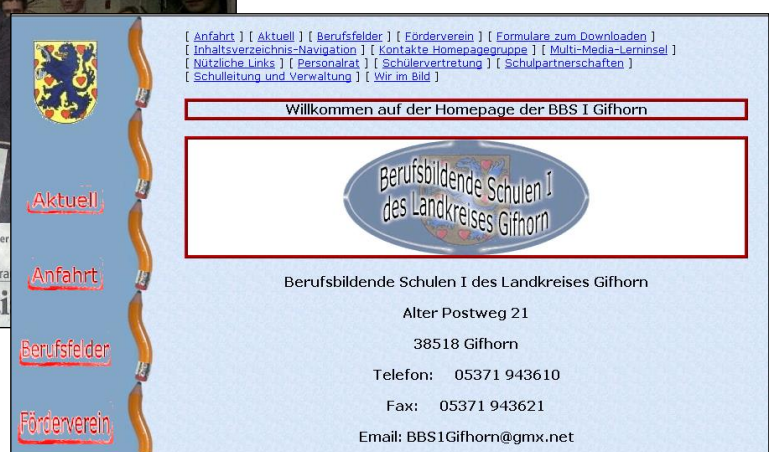 [ Anfahrt ] [ Aktuell ] [ Berufsfelder ] [ Förderverein ] [ Formulare zum Downloaden ]
[ Inhaltsverzeichnis-Navigation ] [ Kontakte Homepagegruppe ] [ Multi-Media-Lerninsel ]
[ Nützliche Links ] [ Personalrat ] [ Schülervertretung ] [ Schulpartnerschaften ]
[ Schulleitung und Verwaltung ] [ Wir im Bild ]
Willkommen auf der Homepage der BBS I Gifhorn
Berufsbildende Schulen I
des Landkreises Gifhorn
Aktuell
Anfahrt
Berufsfelder
Förderverein
Berufsbildende Schulen I des Landkreises Gifhorn
Alter Postweg 21
38518 Gifhorn
Telefon: 05371 943610
Fax: 05371 943621
Email: BBS1Gifhorn@gmx.net